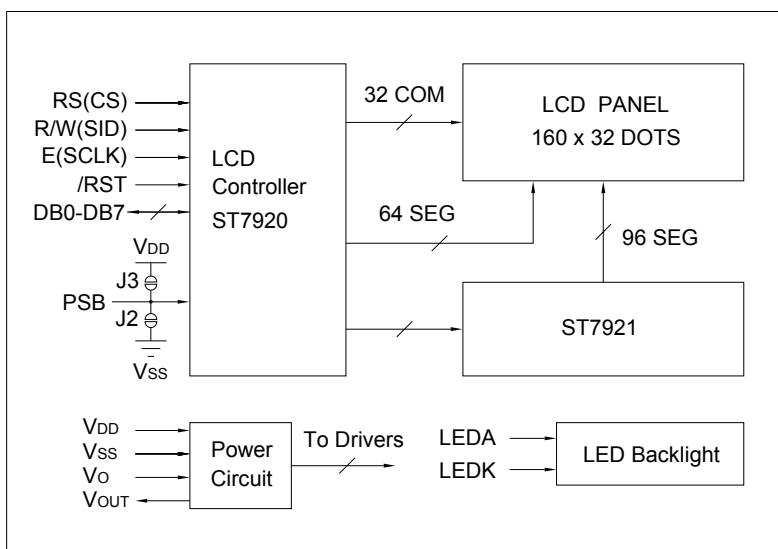 RS(CS)
R/W(SID)
E(SCLK)
/RST
DB0-DB7
VDD
J3
PSB
J2
VSS
LCD
Controller
ST7920
32 COM
64 SEG
LCD PANEL
160 x 32 DOTS
96 SEG
ST7921
VDD
VSS
VO
VOUT
Power
Circuit
To Drivers
LEDA
LEDK
LED Backlight